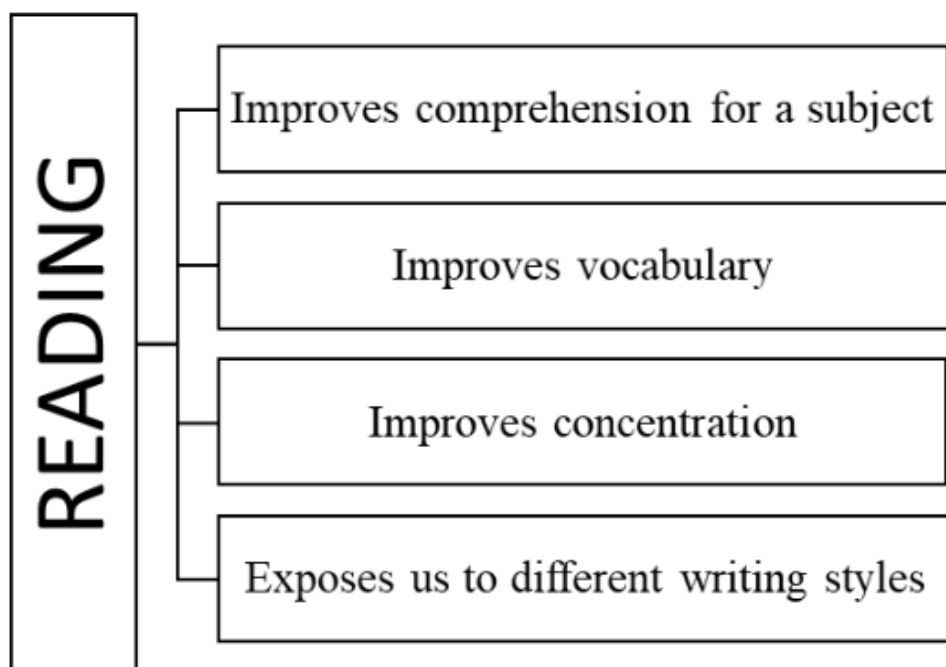 READING
Improves comprehension for a subject
Improves vocabulary
Improves concentration
Exposes us to different writing styles